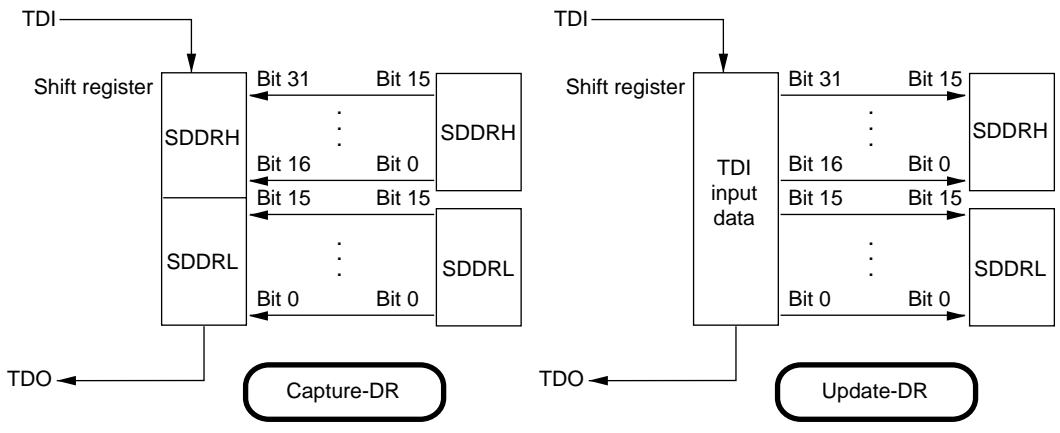 TDI
Shift register
SDDRH
SDDRL
Bit 31 Bit 15
.
.
.
Bit 16 Bit 0
Bit 15 Bit 15
.
.
.
Bit 0 Bit 0
SDDRH
SDDRL
TDO
Capture-DR
TDI
Shift register
TDI
input
data
Bit 31 Bit 15
.
.
.
Bit 16 Bit 0
Bit 15 Bit 15
.
.
.
Bit 0 Bit 0
SDDRH
SDDRL
TDO
Update-DR